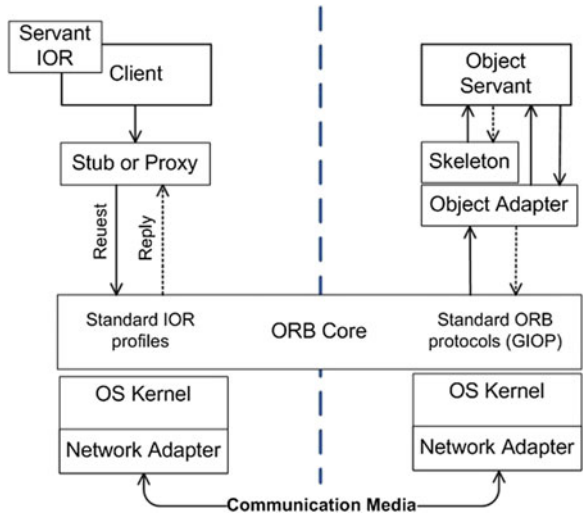 Servant
IOR
Client
Object
Servant
Stub or Proxy
Skeleton
Object Adapter
Reuest
Reply
Standard IOR
profiles
ORB Core
Standard ORB
protocols (GIOP)
OS Kernel
Network Adapter
OS Kernel
Network Adapter
Communication Media